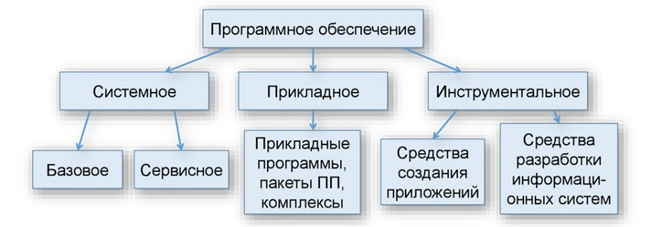 Программное обеспечение
Системное
Прикладное
Инструментальное
Базовое
Сервисное
Прикладные
программы,
пакеты ПП,
комплексы
Средства
создания
приложений
Средства
разработки
информаци-
онных систем